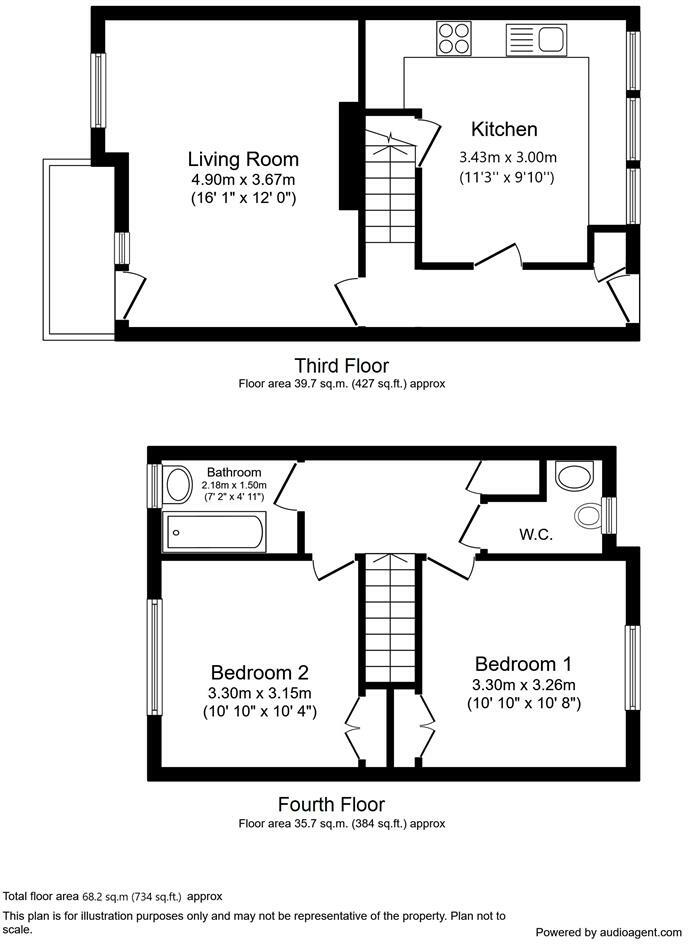 Kitchen
3.43m x 3.00m
(11'3'' x 9'10'')
Living Room
4.90m x 3.67m
(16' 1" x 12' 0")
Third Floor
Floor area 39.7 sq.m. (427 sq.ft.) approx
Bathroom
2.18m x 1.50m
(7' 2" x 4' 11")
W.C.
Bedroom 2
3.30m x 3.15m
(10' 10" x 10' 4")
Bedroom 1
3.30m x 3.26m
(10' 10" x 10' 8")
Fourth Floor
Floor area 35.7 sq.m. (384 sq.ft.) approx
Total floor area 68.2 sq.m (734 sq.ft.) approx
This plan is for illustration purposes only and may not be representative of the property. Plan not to
scale.
Powered by audioagent.com